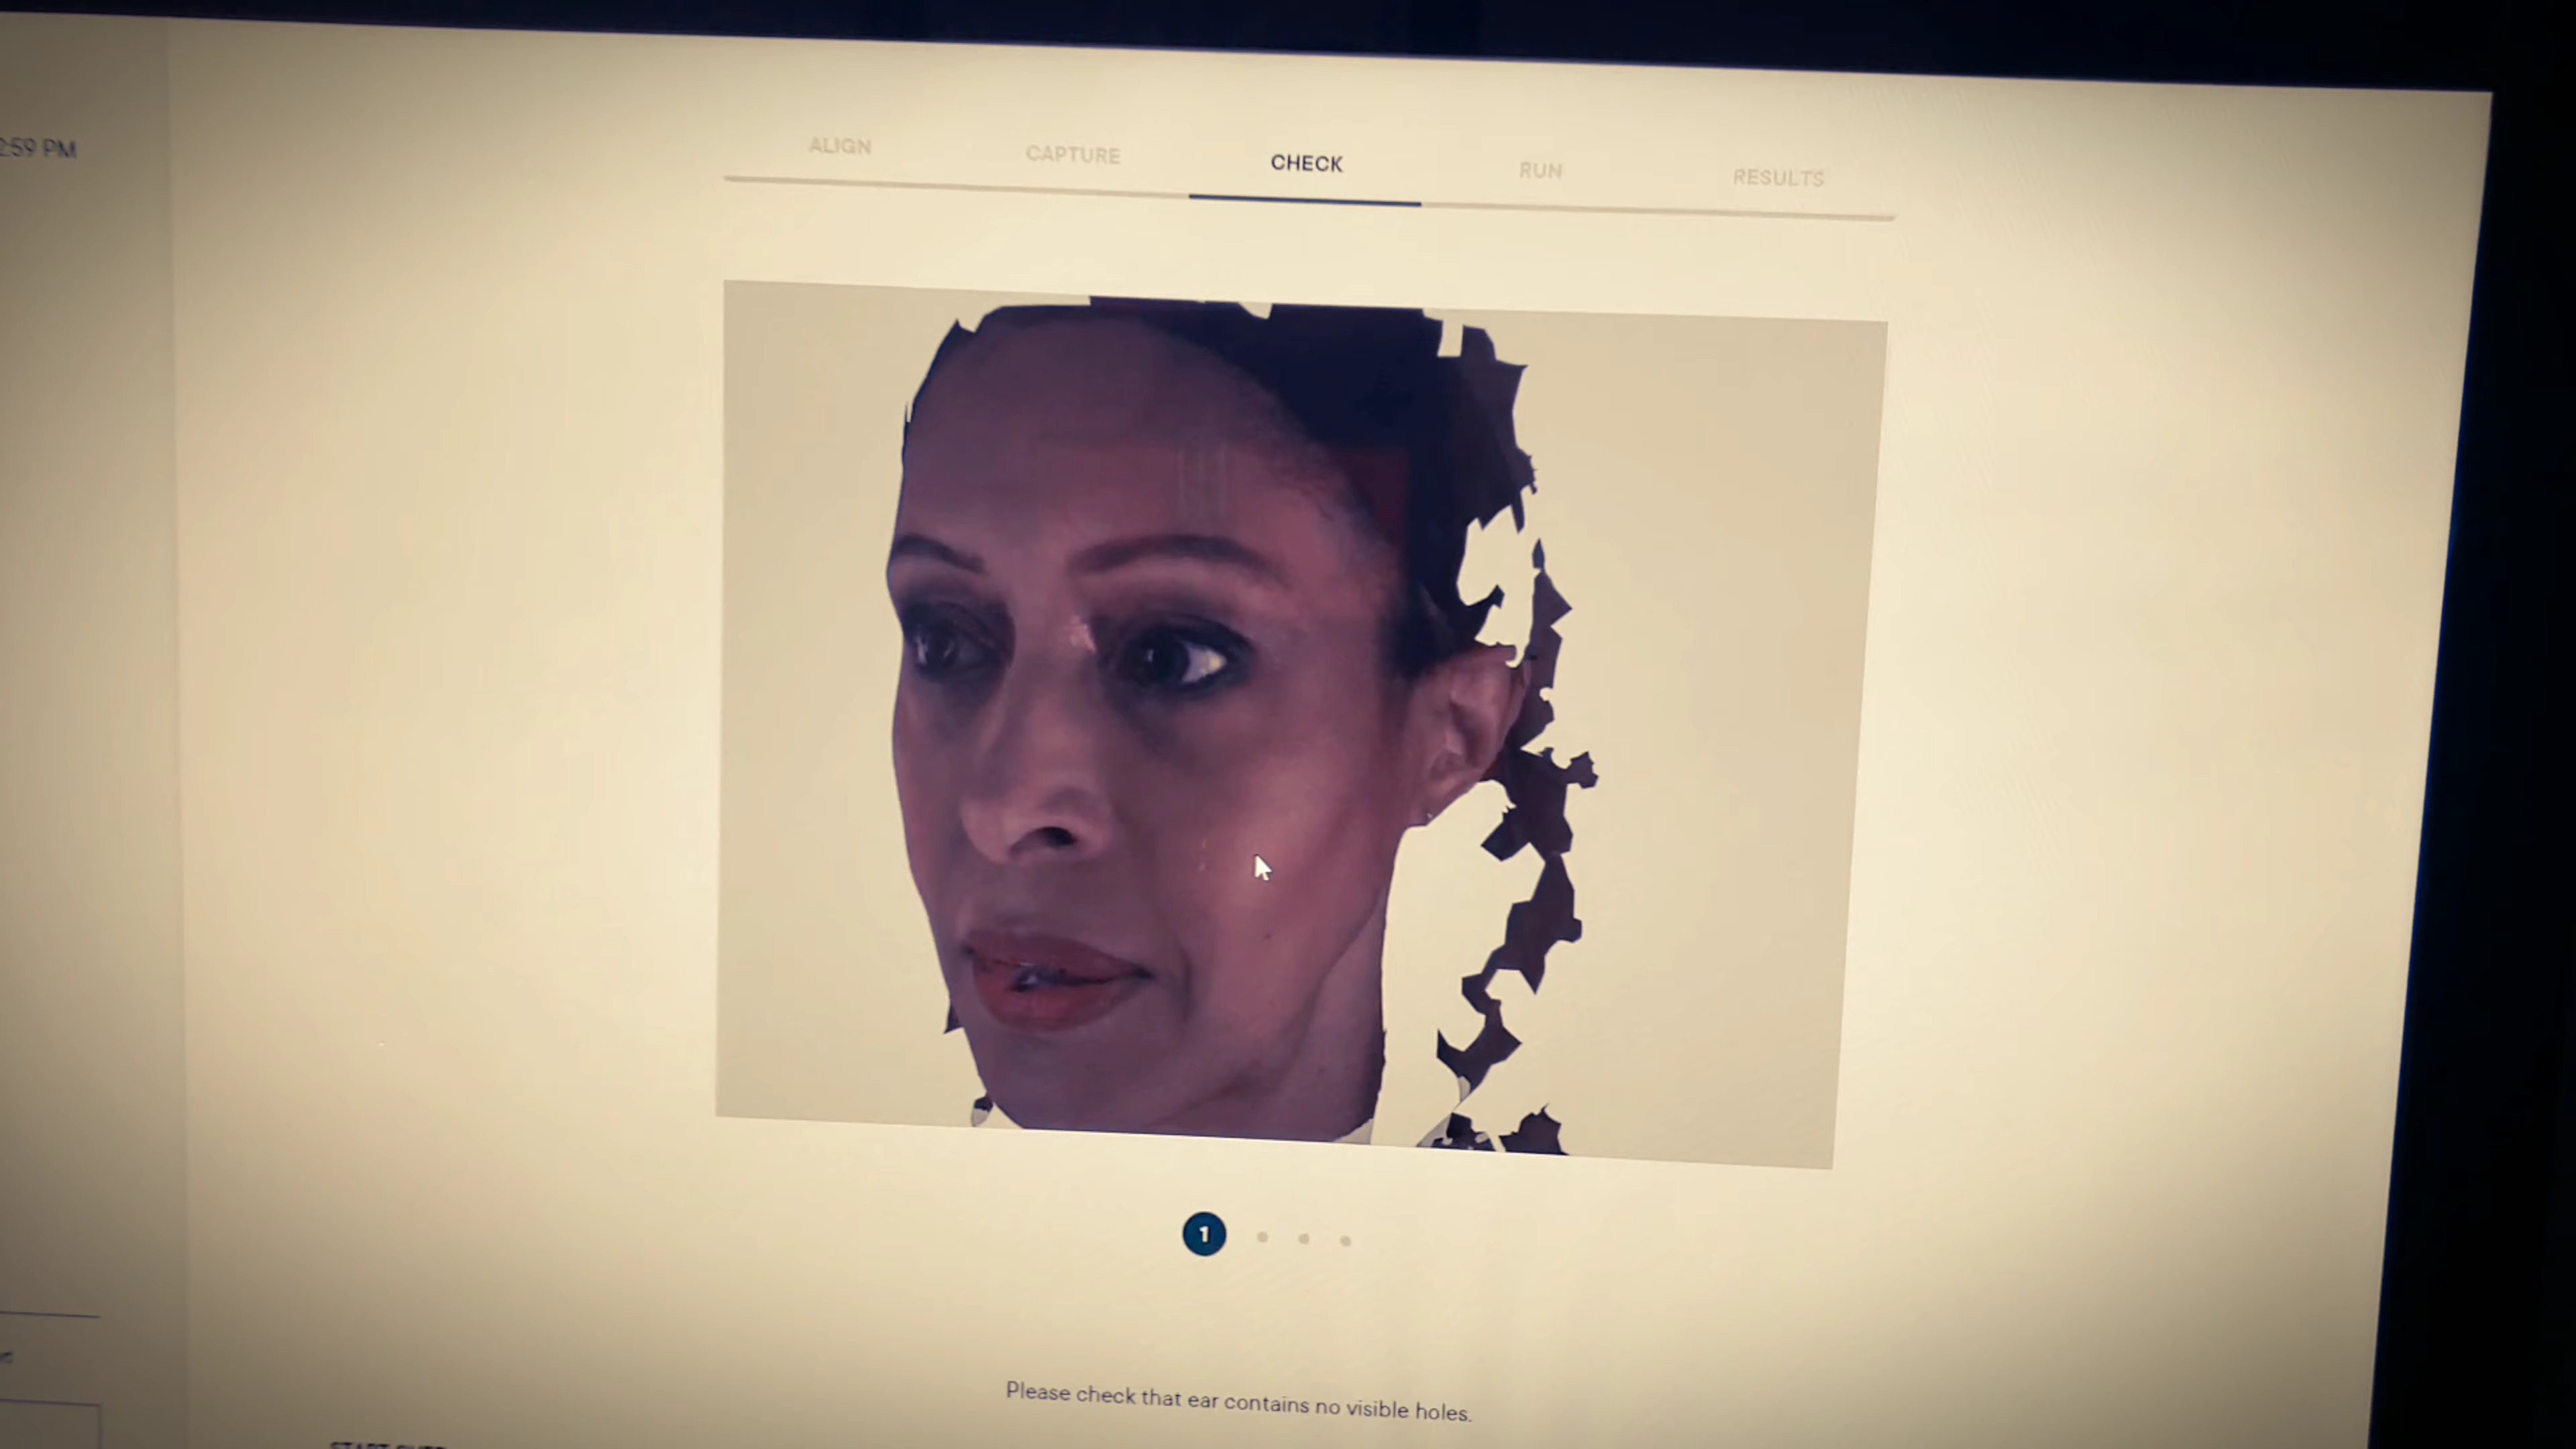 2:59 PM
ALIGN
CAPTURE
CHECK
RUN
RESULTS
1
Please check that ear contains no visible holes.